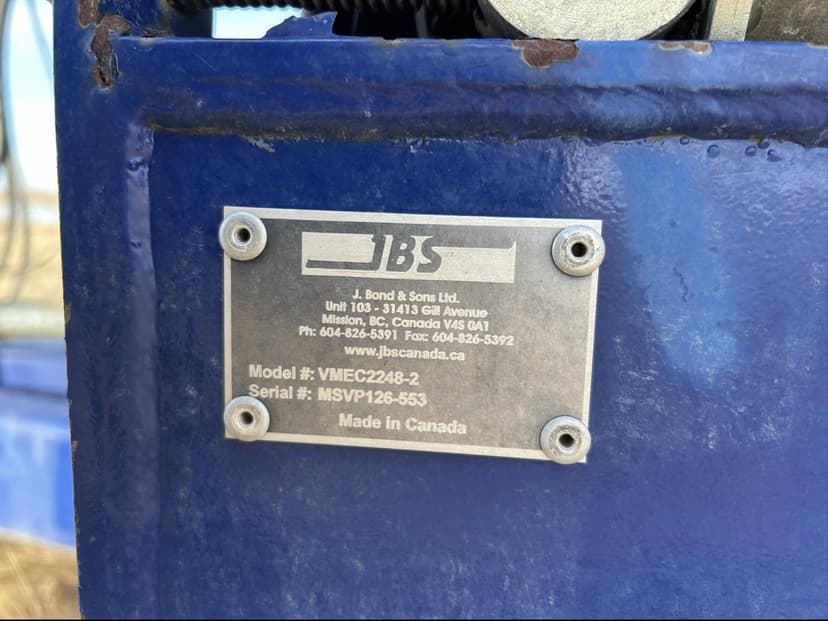 JBS
J. Bond & Sons Ltd.
Unit 103 - 31413 Gill Avenue
Mission, BC, Canada V4S 0A1
Ph: 604-826-5391 Fax: 604-826-5392
www.jbscanada.ca
Model #: VMEC2248-2
Serial #: MSVP126-553
Made in Canada